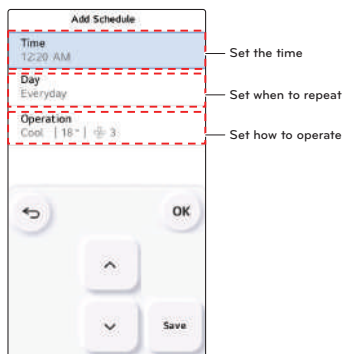 Add Schedule
Time
12:20 AM
Set the time
Day
Everyday
Set when to repeat
Operation
Cool | 18° | 3
Set how to operate
OK
Save